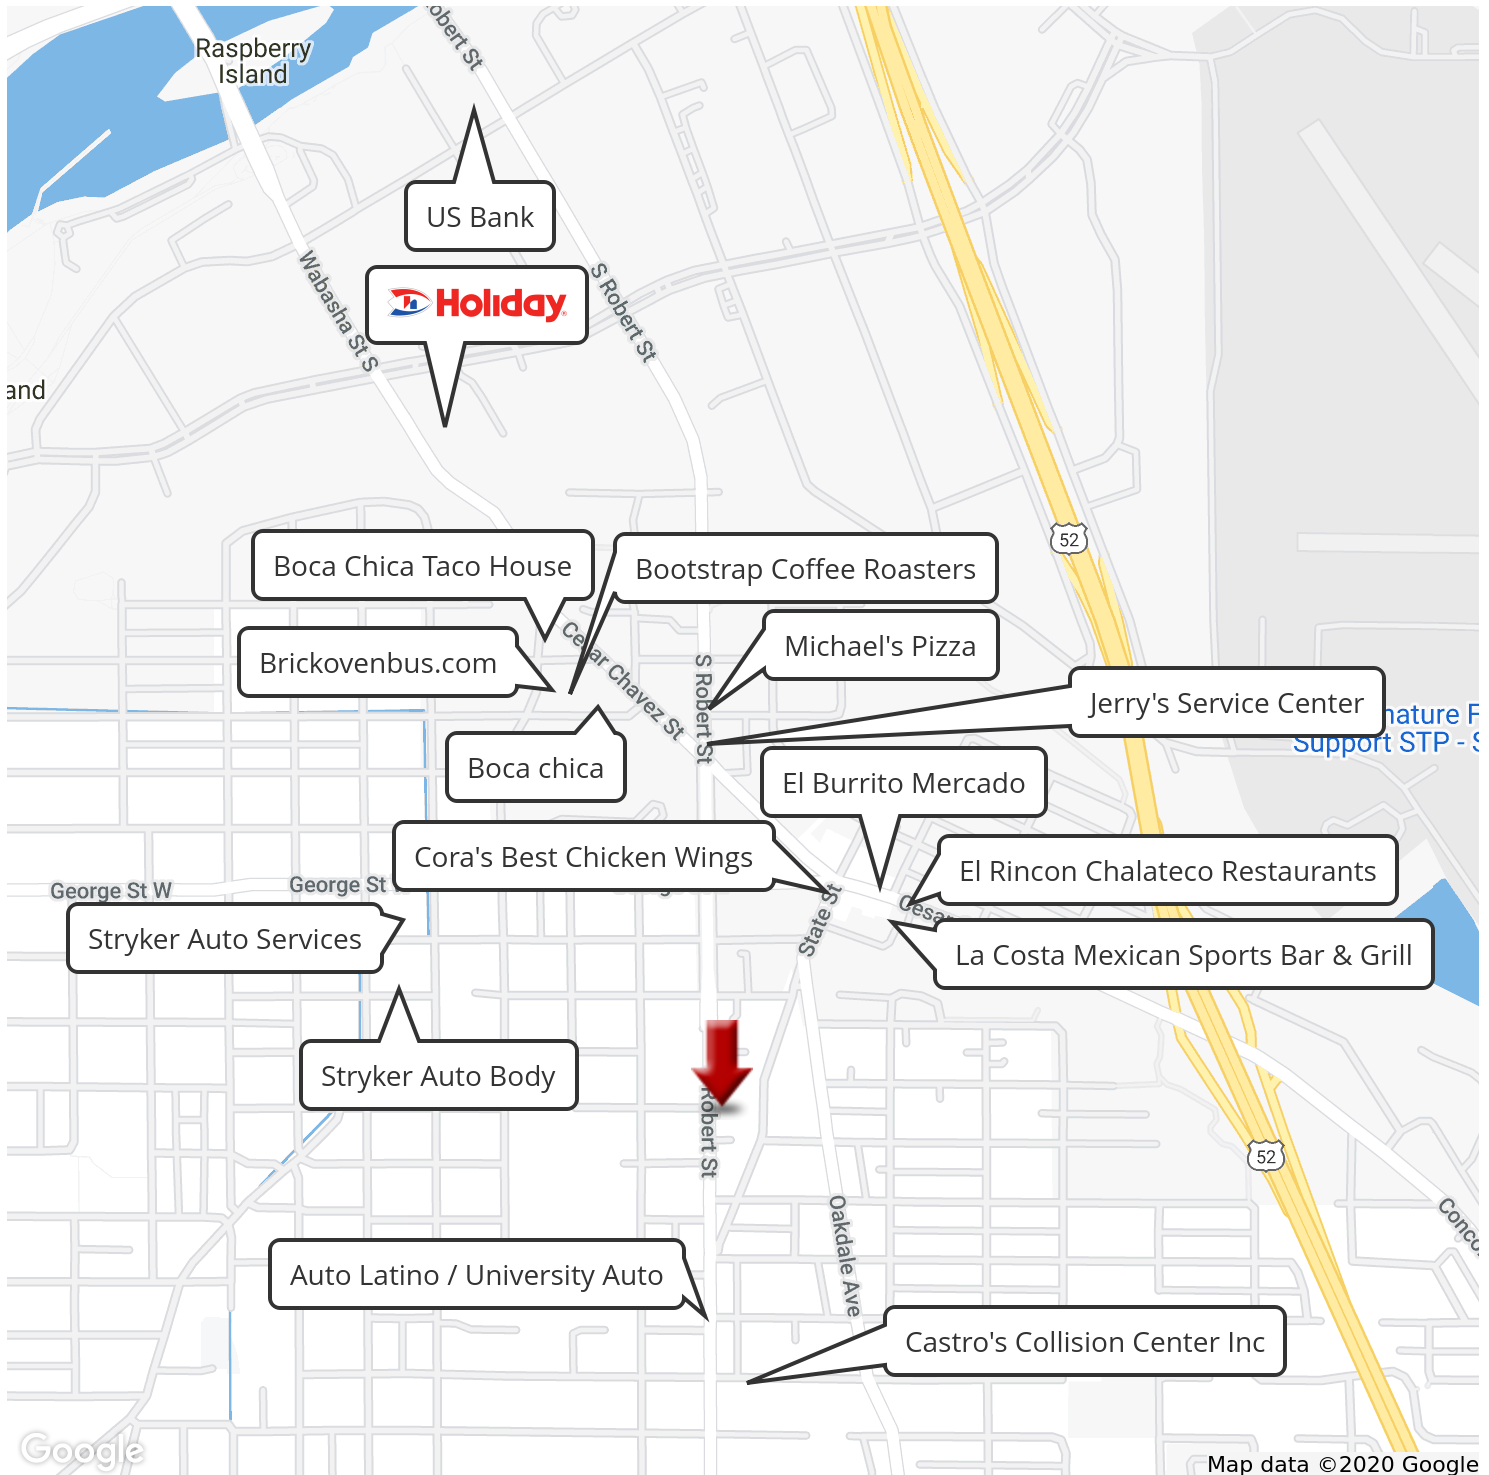 obert St
Raspberry
Island
US Bank
Wabasha St S
S Robert St
Holiday
and
52
Boca Chica Taco House
Bootstrap Coffee Roasters
Cesar Chavez St
Michael's Pizza
Brickovenbus.com
S Robert St
Jerry's Service Center
nature F
Support STP - S
Boca chica
El Burrito Mercado
Cora's Best Chicken Wings
El Rincon Chalateco Restaurants
George St W
George St
Cesar
State St
Stryker Auto Services
La Costa Mexican Sports Bar & Grill
Stryker Auto Body
Robert St
52
Oakdale Ave
Conco
Auto Latino / University Auto
Castro's Collision Center Inc
Google
Map data ©2020 Google